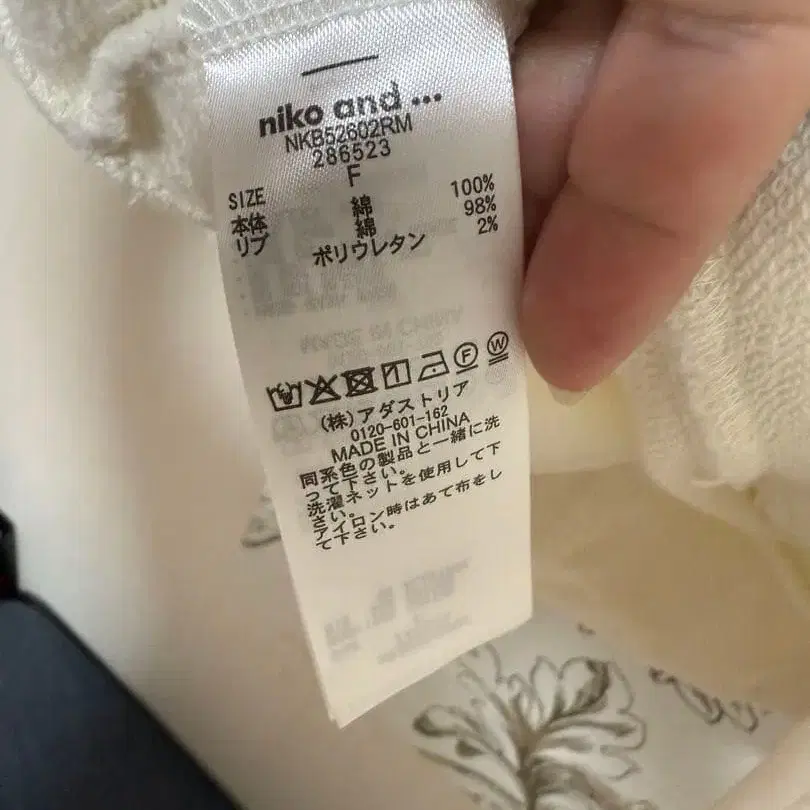 niko and ...
NKB52602RM
286523
SIZE F
本体 綿 100%
リブ 綿 98%
ポリウレタン 2%
(株)アダストリア
0120-601-162
MADE IN CHINA
同系色の製品と一緒に洗
って下さい。
洗濯ネットを使用して下
さい。
アイロン時はあて布をし
て下さい。